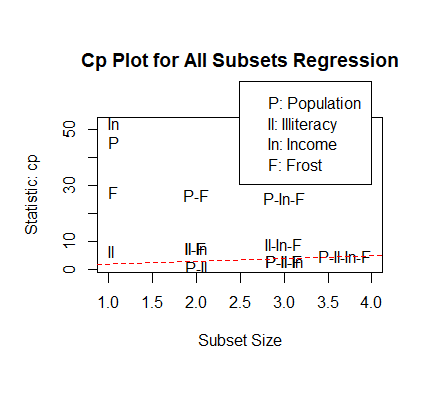 Cp Plot for All Subsets Regression
P: Population
Il: Illiteracy
In: Income
F: Frost
Statistic: cp
50
30
10
0
In
P
F
Il
P-F
Il-F
Il-In
P-Il
P-In-F
Il-In-F
P-Il-In
P-Il-In-F
1.0 1.5 2.0 2.5 3.0 3.5 4.0
Subset Size